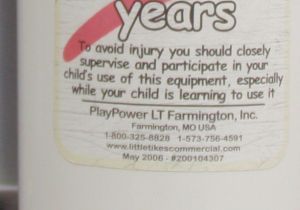 years
To avoid injury you should closely
supervise and participate in your
child's use of this equipment, especially
while your child is learning to use it
PlayPower LT Farmington, Inc.
Farmington, MO USA
1-800-325-8828 1-573-756-4591
www.littletikescommercial.com
May 2006 - #200104307